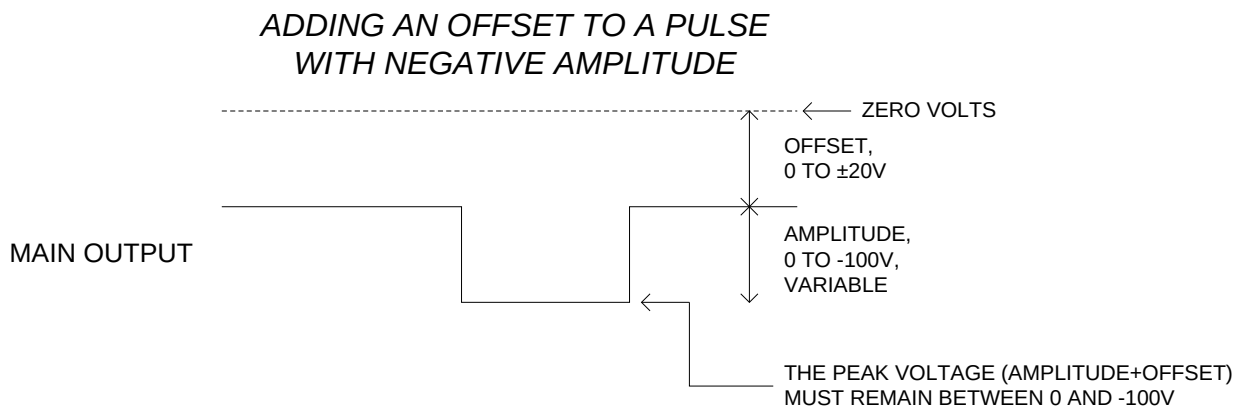 ADDING AN OFFSET TO A PULSE
WITH NEGATIVE AMPLITUDE
ZERO VOLTS
OFFSET,
0 TO ±20V
MAIN OUTPUT
AMPLITUDE,
0 TO -100V,
VARIABLE
THE PEAK VOLTAGE (AMPLITUDE+OFFSET)
MUST REMAIN BETWEEN 0 AND -100V